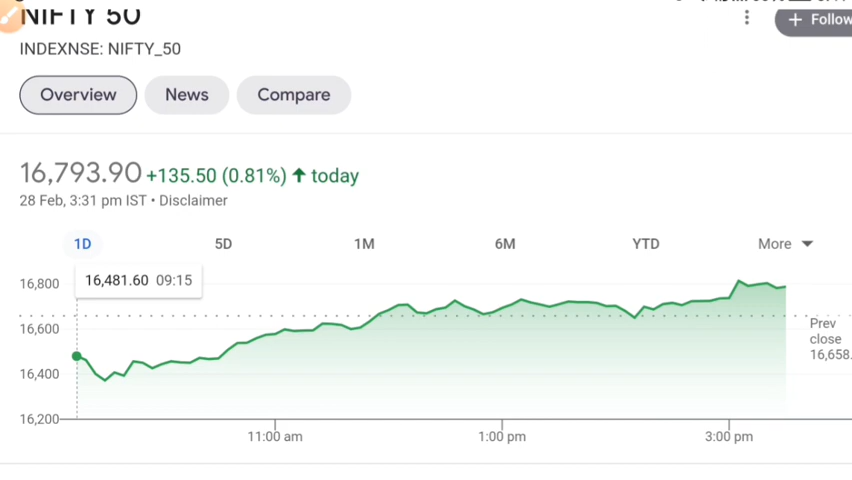 NIFTY 50
+ Follow
INDEXNSE: NIFTY_50
Overview
News
Compare
16,793.90 +135.50 (0.81%) ↑ today
28 Feb, 3:31 pm IST • Disclaimer
1D
5D
1M
6M
YTD
More
16,481.60 09:15
16,800
16,600
16,400
16,200
Prev
close
16,658.
11:00 am
1:00 pm
3:00 pm